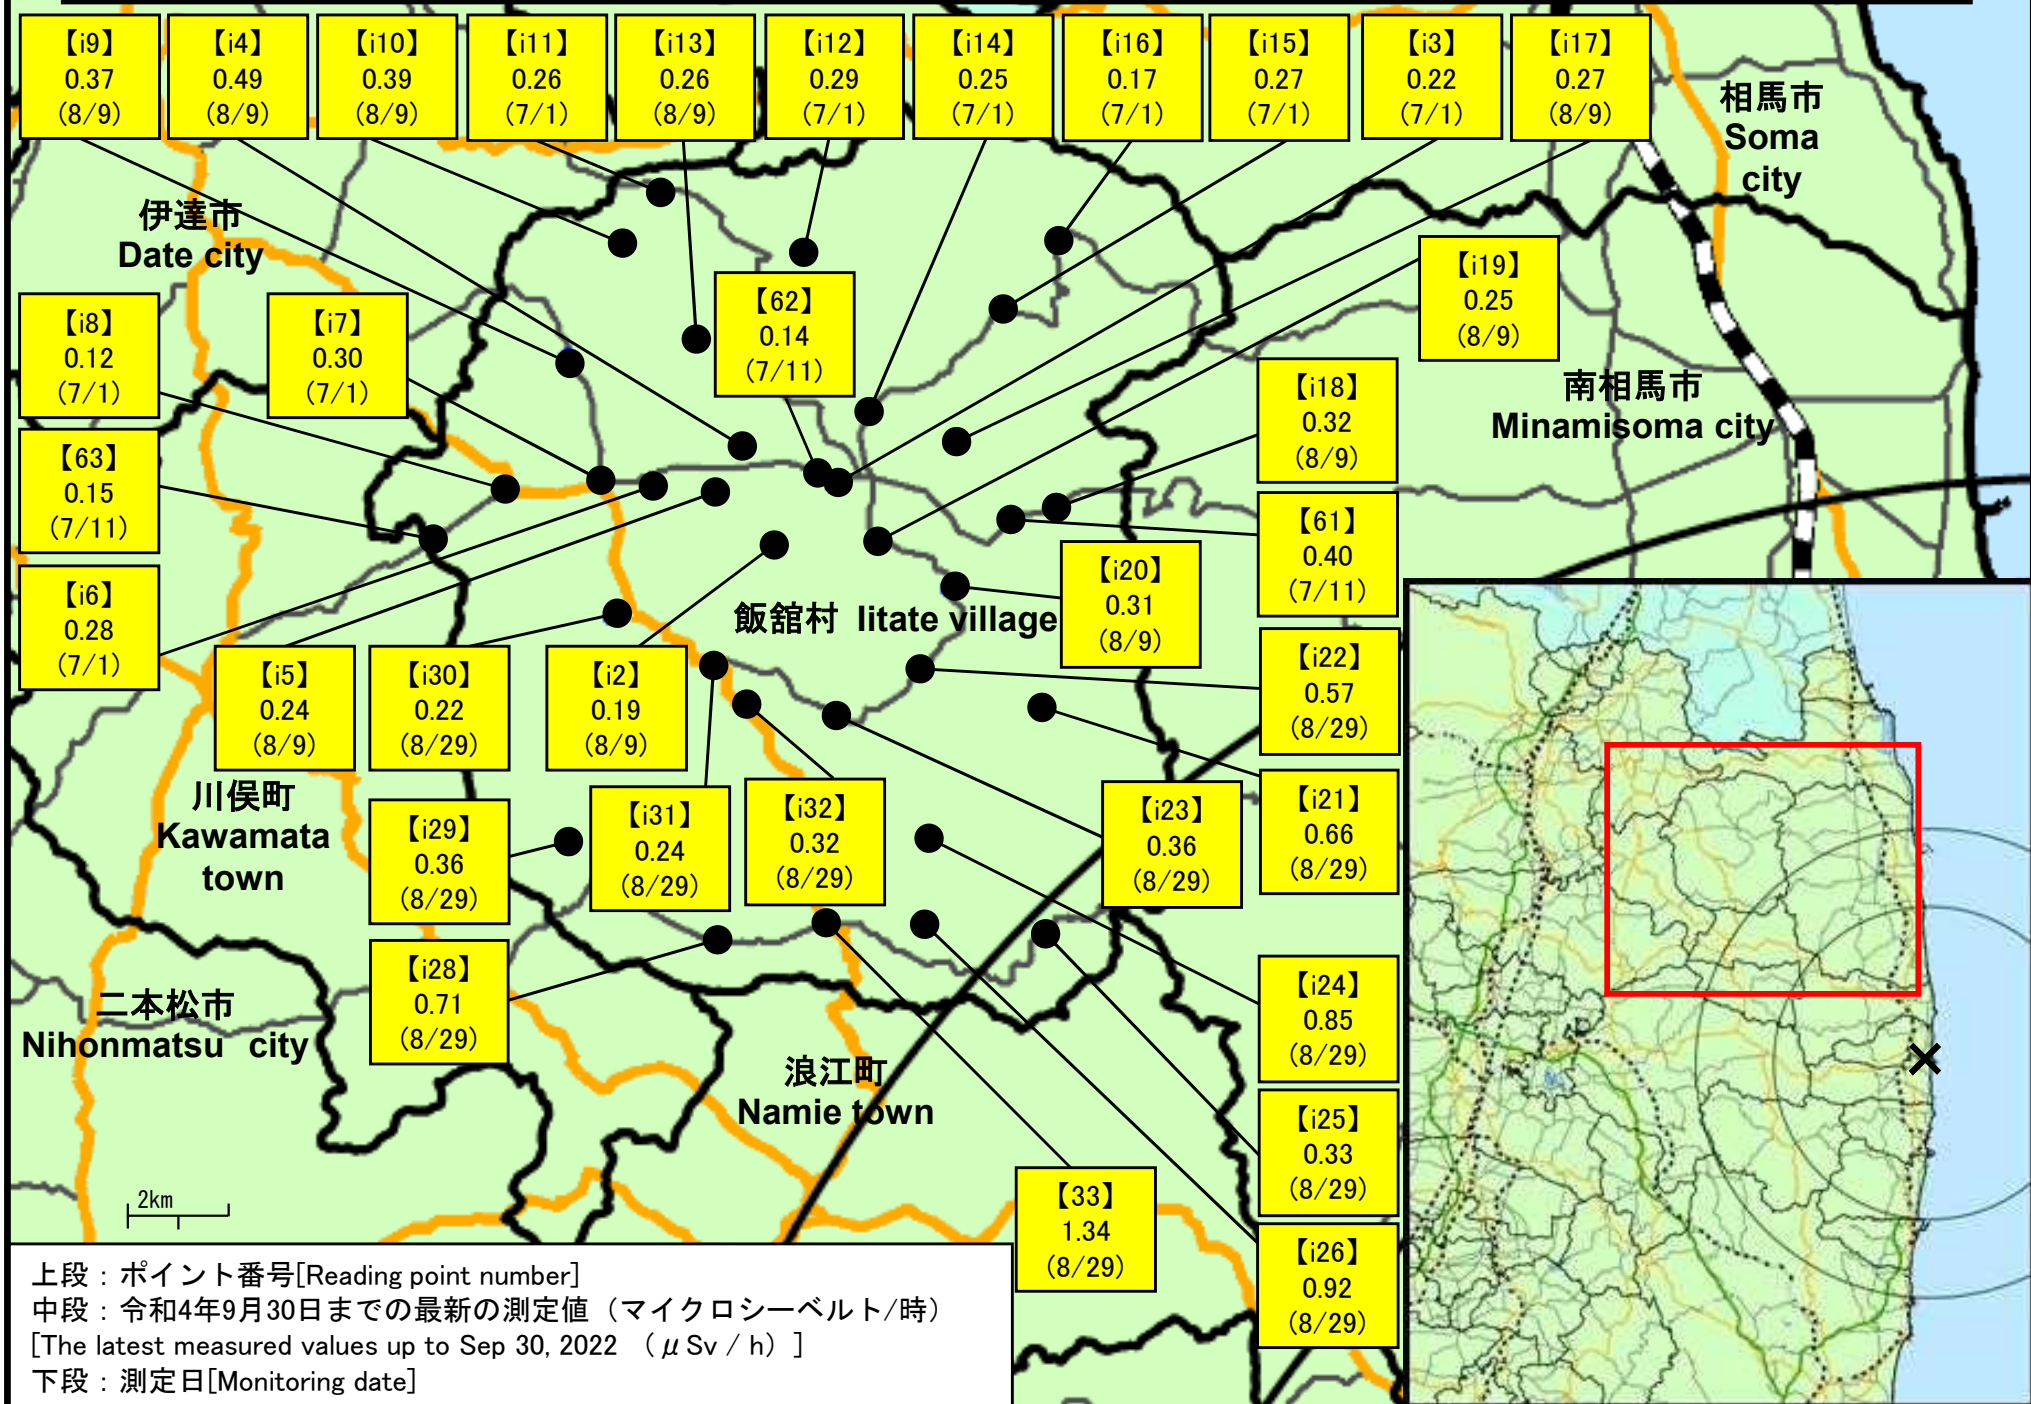 【i9】
0.37
(8/9)
【i4】
0.49
(8/9)
【i10】
0.39
(8/9)
【i11】
0.26
(7/1)
【i13】
0.26
(8/9)
【i12】
0.29
(7/1)
【i14】
0.25
(7/1)
【i16】
0.17
(7/1)
【i15】
0.27
(7/1)
【i3】
0.22
(7/1)
【i17】
0.27
(8/9)
相馬市
Soma
city
伊達市
Date city
【i19】
0.25
(8/9)
【62】
0.14
(7/11)
【i8】
0.12
(7/1)
【i7】
0.30
(7/1)
【i18】
0.32
(8/9)
南相馬市
Minamisoma city
【63】
0.15
(7/11)
【61】
0.40
(7/11)
【i20】
0.31
(8/9)
【i6】
0.28
(7/1)
飯舘村 Iitate village
【i5】
0.24
(8/9)
【i30】
0.22
(8/29)
【i2】
0.19
(8/9)
【i22】
0.57
(8/29)
川俣町
Kawamata
town
【i29】
0.36
(8/29)
【i31】
0.24
(8/29)
【i32】
0.32
(8/29)
【i23】
0.36
(8/29)
【i21】
0.66
(8/29)
【i28】
0.71
(8/29)
【i24】
0.85
(8/29)
二本松市
Nihonmatsu city
浪江町
Namie town
【i25】
0.33
(8/29)
【33】
1.34
(8/29)
【i26】
0.92
(8/29)
2km
上段：ポイント番号[Reading point number]
中段：令和4年9月30日までの最新の測定値（マイクロシーベルト/時）
[The latest measured values up to Sep 30, 2022 （μSv / h）]
下段：測定日[Monitoring date]